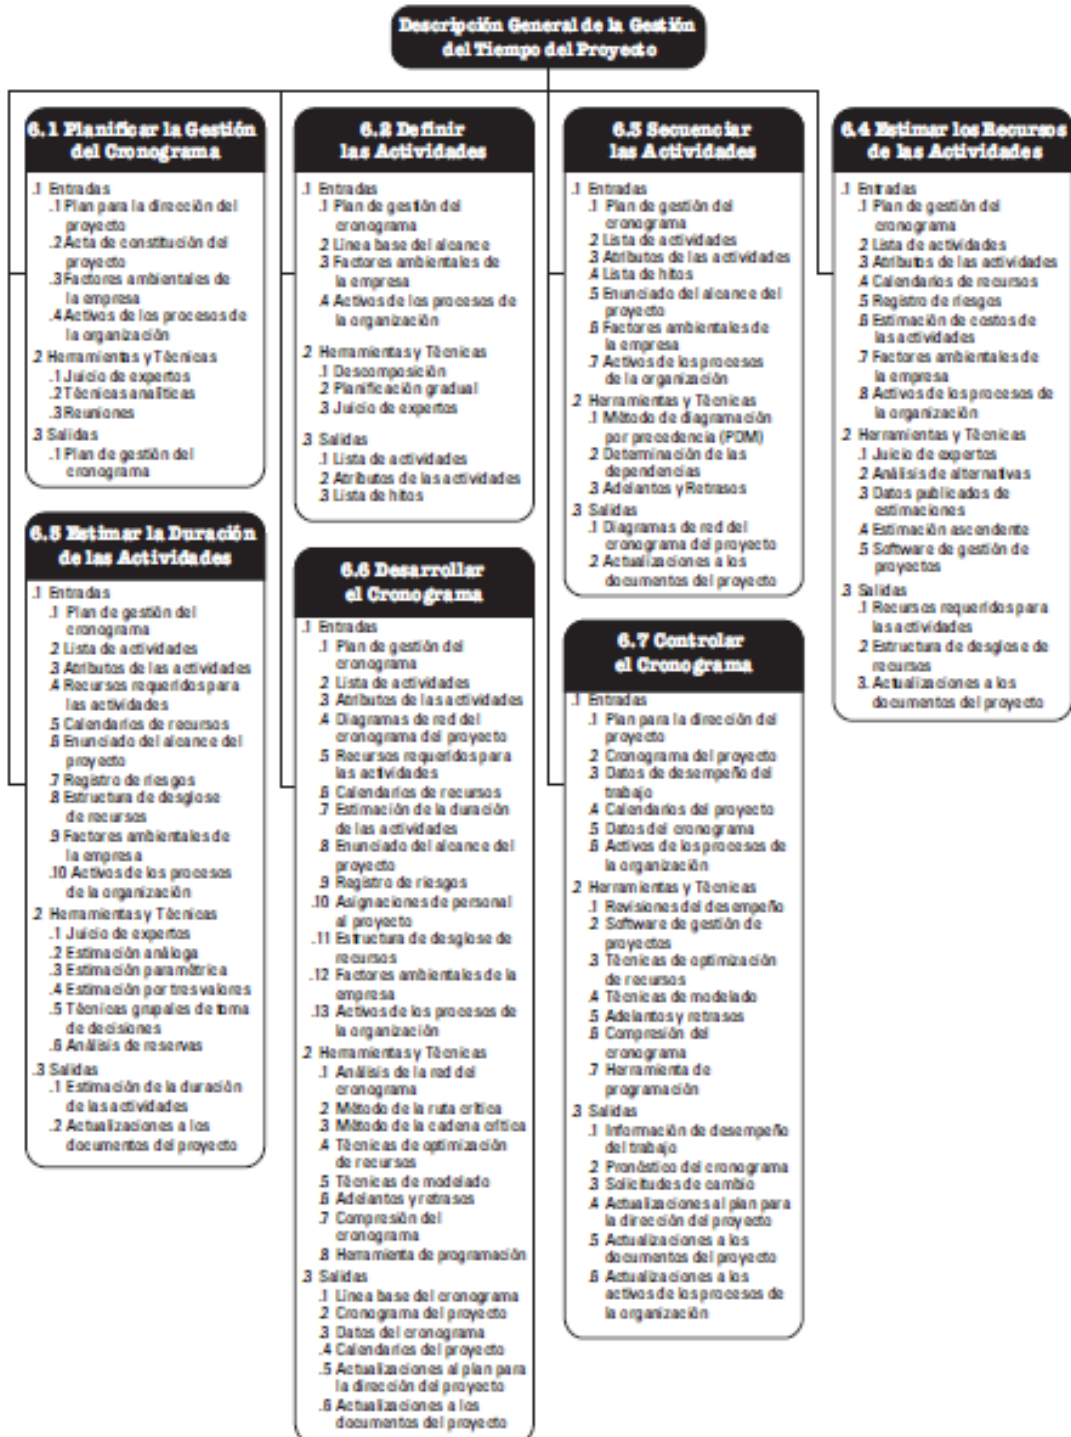 Descripción General de la Gestión
del Tiempo del Proyecto
6.1 Planificar la Gestión
del Cronograma
.1 Entradas
.1 Plan para la dirección del
proyecto
.2 Acta de constitución del
proyecto
.3 Factores ambientales de
la empresa
.4 Activos de los procesos de
la organización
.2 Herramientas y Técnicas
.1 Juicio de expertos
.2 Técnicas analíticas
.3 Reuniones
.3 Salidas
.1 Plan de gestión del
cronograma
6.2 Definir
las Actividades
.1 Entradas
.1 Plan de gestión del
cronograma
.2 Línea base del alcance
.3 Factores ambientales de
la empresa
.4 Activos de los procesos de
la organización
.2 Herramientas y Técnicas
.1 Descomposición
.2 Planificación gradual
.3 Juicio de expertos
.3 Salidas
.1 Lista de actividades
.2 Atributos de las actividades
.3 Lista de hitos
6.3 Secuenciar
las Actividades
.1 Entradas
.1 Plan de gestión del
cronograma
.2 Lista de actividades
.3 Atributos de las actividades
.4 Lista de hitos
.5 Enunciado del alcance del
proyecto
.6 Factores ambientales de
la empresa
.7 Activos de los procesos
de la organización
.2 Herramientas y Técnicas
.1 Método de diagramación
por precedencia (PDM)
.2 Determinación de las
dependencias
.3 Adelantos y Retrasos
.3 Salidas
.1 Diagramas de red del
cronograma del proyecto
.2 Actualizaciones a los
documentos del proyecto
6.4 Estimar los Recursos
de las Actividades
.1 Entradas
.1 Plan de gestión del
cronograma
.2 Lista de actividades
.3 Atributos de las actividades
.4 Calendarios de recursos
.5 Registro de riesgos
.6 Estimación de costos de
las actividades
.7 Factores ambientales de
la empresa
.8 Activos de los procesos de
la organización
.2 Herramientas y Técnicas
.1 Juicio de expertos
.2 Análisis de alternativas
.3 Datos publicados de
estimaciones
.4 Estimación ascendente
.5 Software de gestión de
proyectos
.3 Salidas
.1 Recursos requeridos para
las actividades
.2 Estructura de desglose de
recursos
3. Actualizaciones a los
documentos del proyecto
6.5 Estimar la Duración
de las Actividades
.1 Entradas
.1 Plan de gestión del
cronograma
.2 Lista de actividades
.3 Atributos de las actividades
.4 Recursos requeridos para
las actividades
.5 Calendarios de recursos
.6 Enunciado del alcance del
proyecto
.7 Registro de riesgos
.8 Estructura de desglose
de recursos
.9 Factores ambientales de
la empresa
.10 Activos de los procesos
de la organización
.2 Herramientas y Técnicas
.1 Juicio de expertos
.2 Estimación análoga
.3 Estimación paramétrica
.4 Estimación por tres valores
.5 Técnicas grupales de toma
de decisiones
.6 Análisis de reservas
.3 Salidas
.1 Estimación de la duración
de las actividades
.2 Actualizaciones a los
documentos del proyecto
6.6 Desarrollar
el Cronograma
.1 Entradas
.1 Plan de gestión del
cronograma
.2 Lista de actividades
.3 Atributos de las actividades
.4 Diagramas de red del
cronograma del proyecto
.5 Recursos requeridos para
las actividades
.6 Calendarios de recursos
.7 Estimación de la duración
de las actividades
.8 Enunciado del alcance del
proyecto
.9 Registro de riesgos
.10 Asignaciones de personal
al proyecto
.11 Estructura de desglose de
recursos
.12 Factores ambientales de la
empresa
.13 Activos de los procesos de
la organización
.2 Herramientas y Técnicas
.1 Análisis de la red del
cronograma
.2 Método de la ruta crítica
.3 Método de la cadena crítica
.4 Técnicas de optimización
de recursos
.5 Técnicas de modelado
.6 Adelantos y retrasos
.7 Compresión del
cronograma
.8 Herramienta de programación
.3 Salidas
.1 Línea base del cronograma
.2 Cronograma del proyecto
.3 Datos del cronograma
.4 Calendarios del proyecto
.5 Actualizaciones al plan para
la dirección del proyecto
.6 Actualizaciones a los
documentos del proyecto
6.7 Controlar
el Cronograma
.1 Entradas
.1 Plan para la dirección del
proyecto
.2 Cronograma del proyecto
.3 Datos de desempeño del
trabajo
.4 Calendarios del proyecto
.5 Datos del cronograma
.6 Activos de los procesos de
la organización
.2 Herramientas y Técnicas
.1 Revisiones del desempeño
.2 Software de gestión de
proyectos
.3 Técnicas de optimización
de recursos
.4 Técnicas de modelado
.5 Adelantos y retrasos
.6 Compresión del
cronograma
.7 Herramienta de
programación
.3 Salidas
.1 Información de desempeño
del trabajo
.2 Pronóstico del cronograma
.3 Solicitudes de cambio
.4 Actualizaciones al plan para
la dirección del proyecto
.5 Actualizaciones a los
documentos del proyecto
.6 Actualizaciones a los
activos de los procesos de
la organización